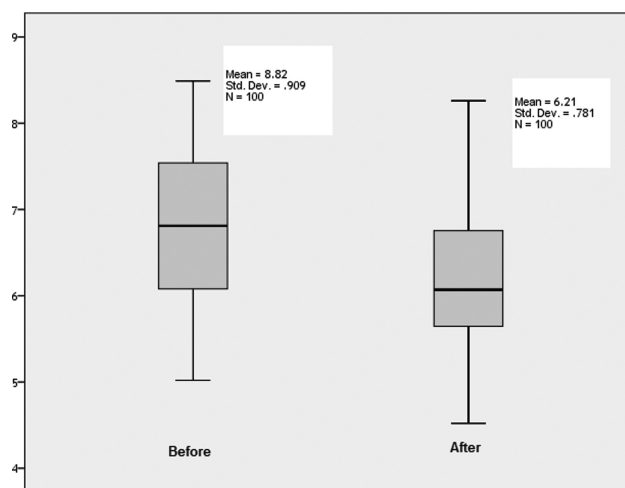 9
Mean = 8.82
Std. Dev. = .909
N = 100
Mean = 6.21
Std. Dev. = .781
N = 100
8
7
6
5
Before
After
4